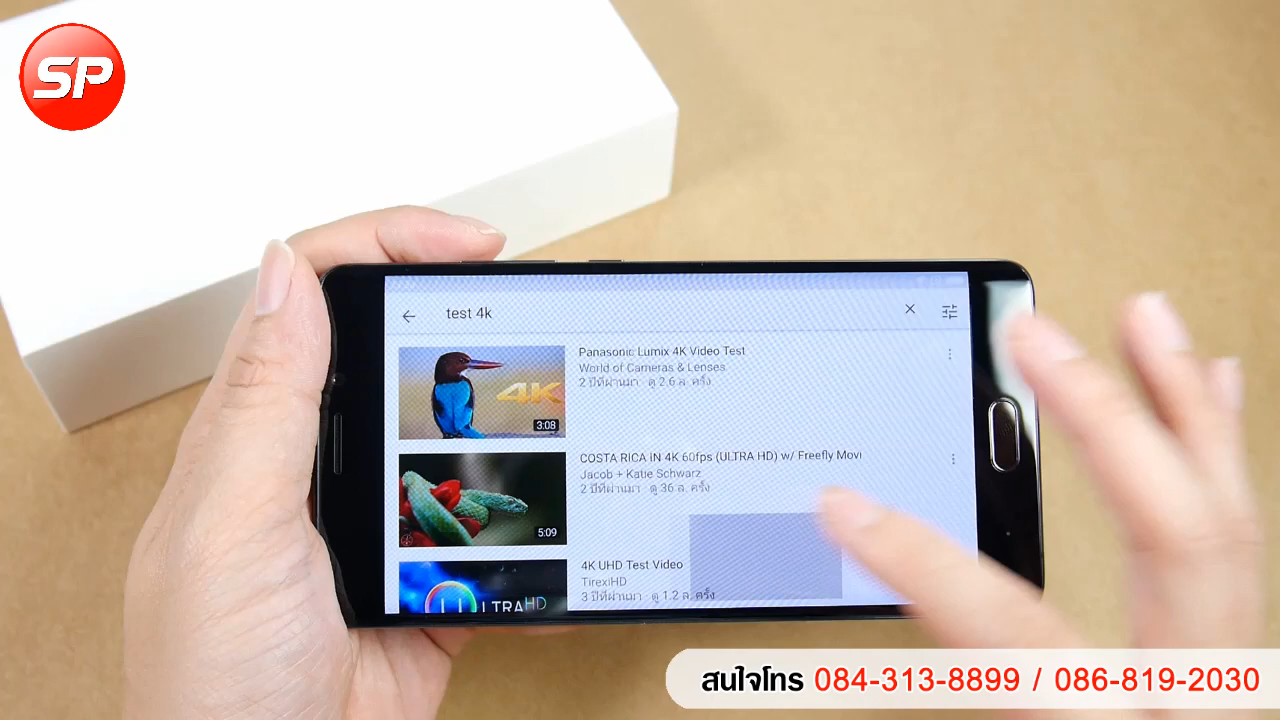 SP
test 4k
Panasonic Lumix 4K Video Test
World of Cameras & Lenses
2 ปีที่ผ่านมา · ดู 2.6 ล. ครั้ง
4K
3:08
COSTA RICA IN 4K 60fps (ULTRA HD) w/ Freefly Movi
Jacob + Katie Schwarz
2 ปีที่ผ่านมา · ดู 36 ล. ครั้ง
5:09
4K UHD Test Video
TirexiHD
3 ปีที่ผ่านมา · ดู 1.2 ล. ครั้ง
ULTRAHD
สนใจโทร 084-313-8899 / 086-819-2030